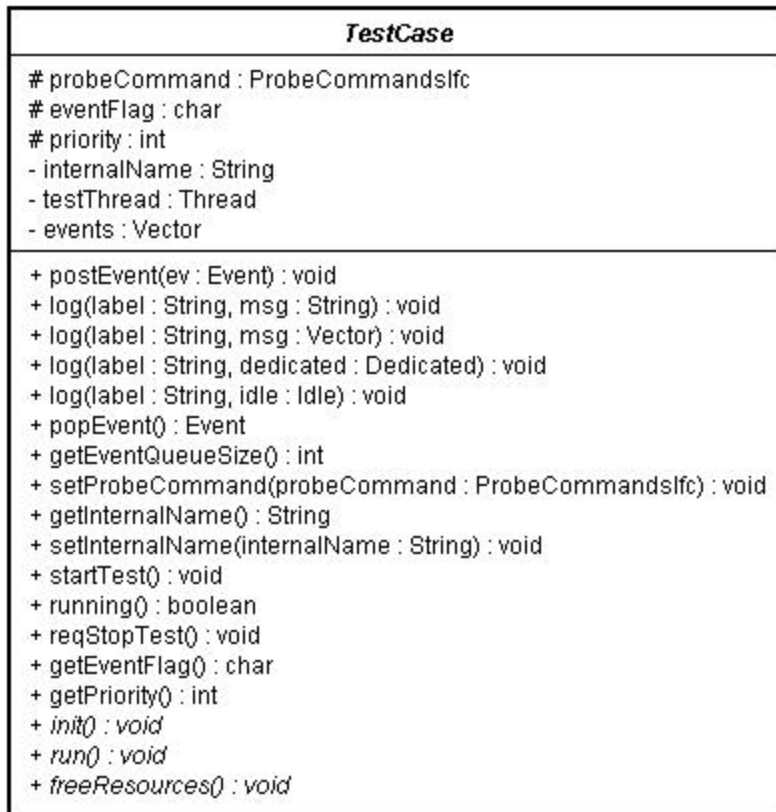 TestCase
# probeCommand : ProbeCommandsIfc
# eventFlag : char
# priority : int
- internalName : String
- testThread : Thread
- events : Vector
+ postEvent(ev : Event) : void
+ log(label : String, msg : String) : void
+ log(label : String, msg : Vector) : void
+ log(label : String, dedicated : Dedicated) : void
+ log(label : String, idle : Idle) : void
+ popEvent() : Event
+ getEventQueueSize() : int
+ setProbeCommand(probeCommand : ProbeCommandsIfc) : void
+ getInternalName() : String
+ setInternalName(internalName : String) : void
+ startTest() : void
+ running() : boolean
+ reqStopTest() : void
+ getEventFlag() : char
+ getPriority() : int
+ init() : void
+ run() : void
+ freeResources() : void